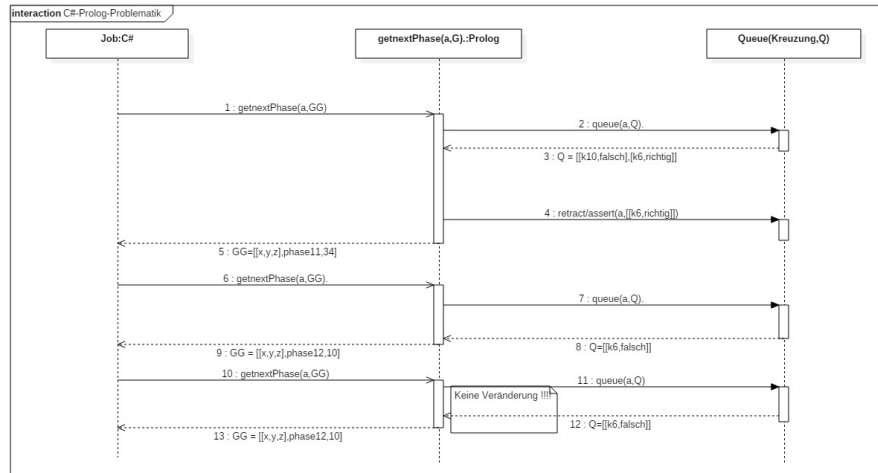 interaction C#-Prolog-Problematik
Job:C#
getnextPhase(a,G).:Prolog
Queue(Kreuzung,Q)
1 : getnextPhase(a,GG)
2 : queue(a,Q).
3 : Q = [[k10,falsch],[k6,richtig]]
4 : retract/assert(a,[[k6,richtig]])
5 : GG=[[x,y,z],phase11,34]
6 : getnextPhase(a,GG).
7 : queue(a,Q).
8 : Q=[[k6,falsch]]
9 : GG = [[x,y,z],phase12,10]
10 : getnextPhase(a,GG)
11 : queue(a,Q)
Keine Veränderung !!!!
12 : Q=[[k6,falsch]]
13 : GG = [[x,y,z],phase12,10]